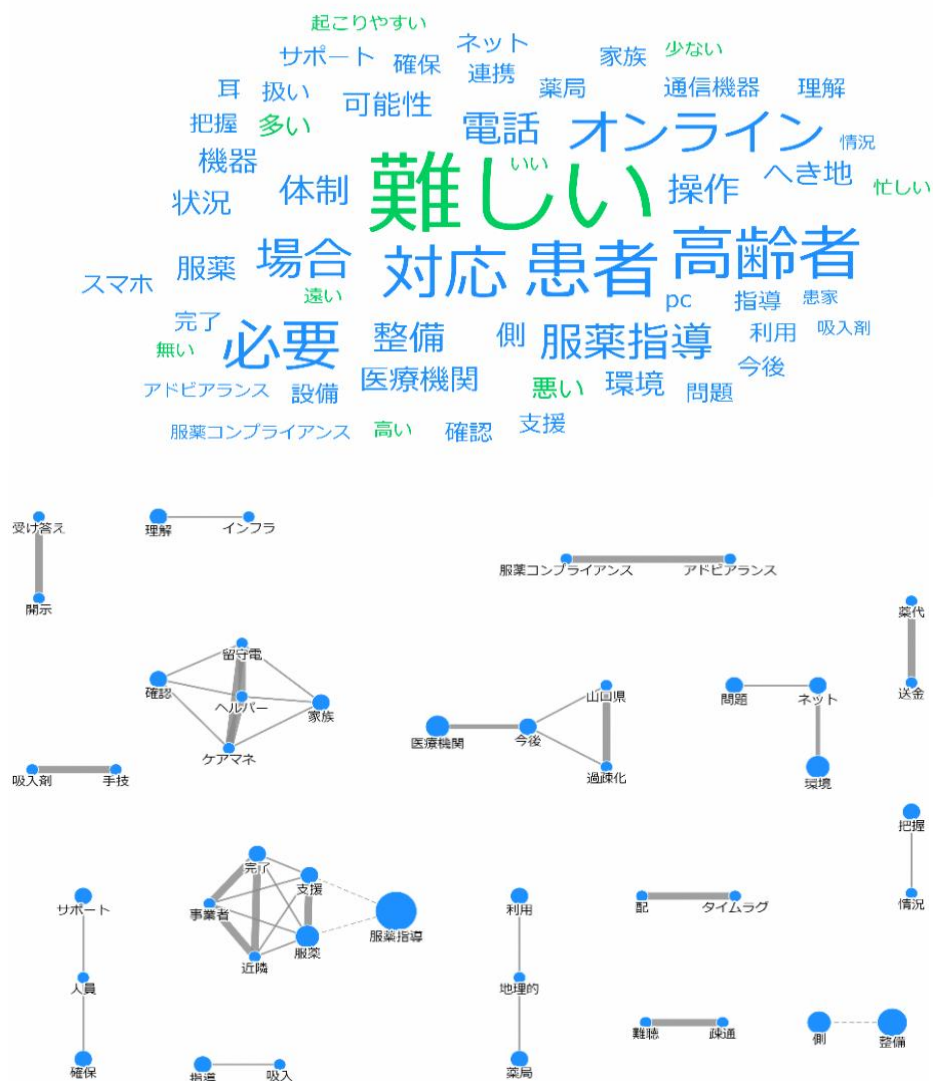 起こりやすい
サポート 確保 ネット 連携 家族 少ない
耳 扱い 可能性 薬局 通信機器 理解
把握 多い 電話 オンライン 情況
機器 難しい いい 操作 へき地 忙しい
状況 体制
スマホ 服薬 場合 対応 患者 高齢者
遠い pc 指導 患家
完了 必要 整備 側 服薬指導 利用 吸入剤
無い 今後
アドビアランス 設備 医療機関 悪い 環境 問題
服薬コンプライアンス 高い 確認 支援
受け答え 理解 インフラ
服薬コンプライアンス アドビアランス
開示 薬代
留守電
確認 ヘルパー 家族 山口県 問題 ネット 送金
医療機関 今後
ケアマネ
吸入剤 手技 過疎化 環境
把握
完了 支援
サポート 事業者 服薬指導 利用 配 タイムラグ 情況
近隣 服薬
人員 地理的
難聴 疎通 側 整備
確保 指導 吸入 薬局